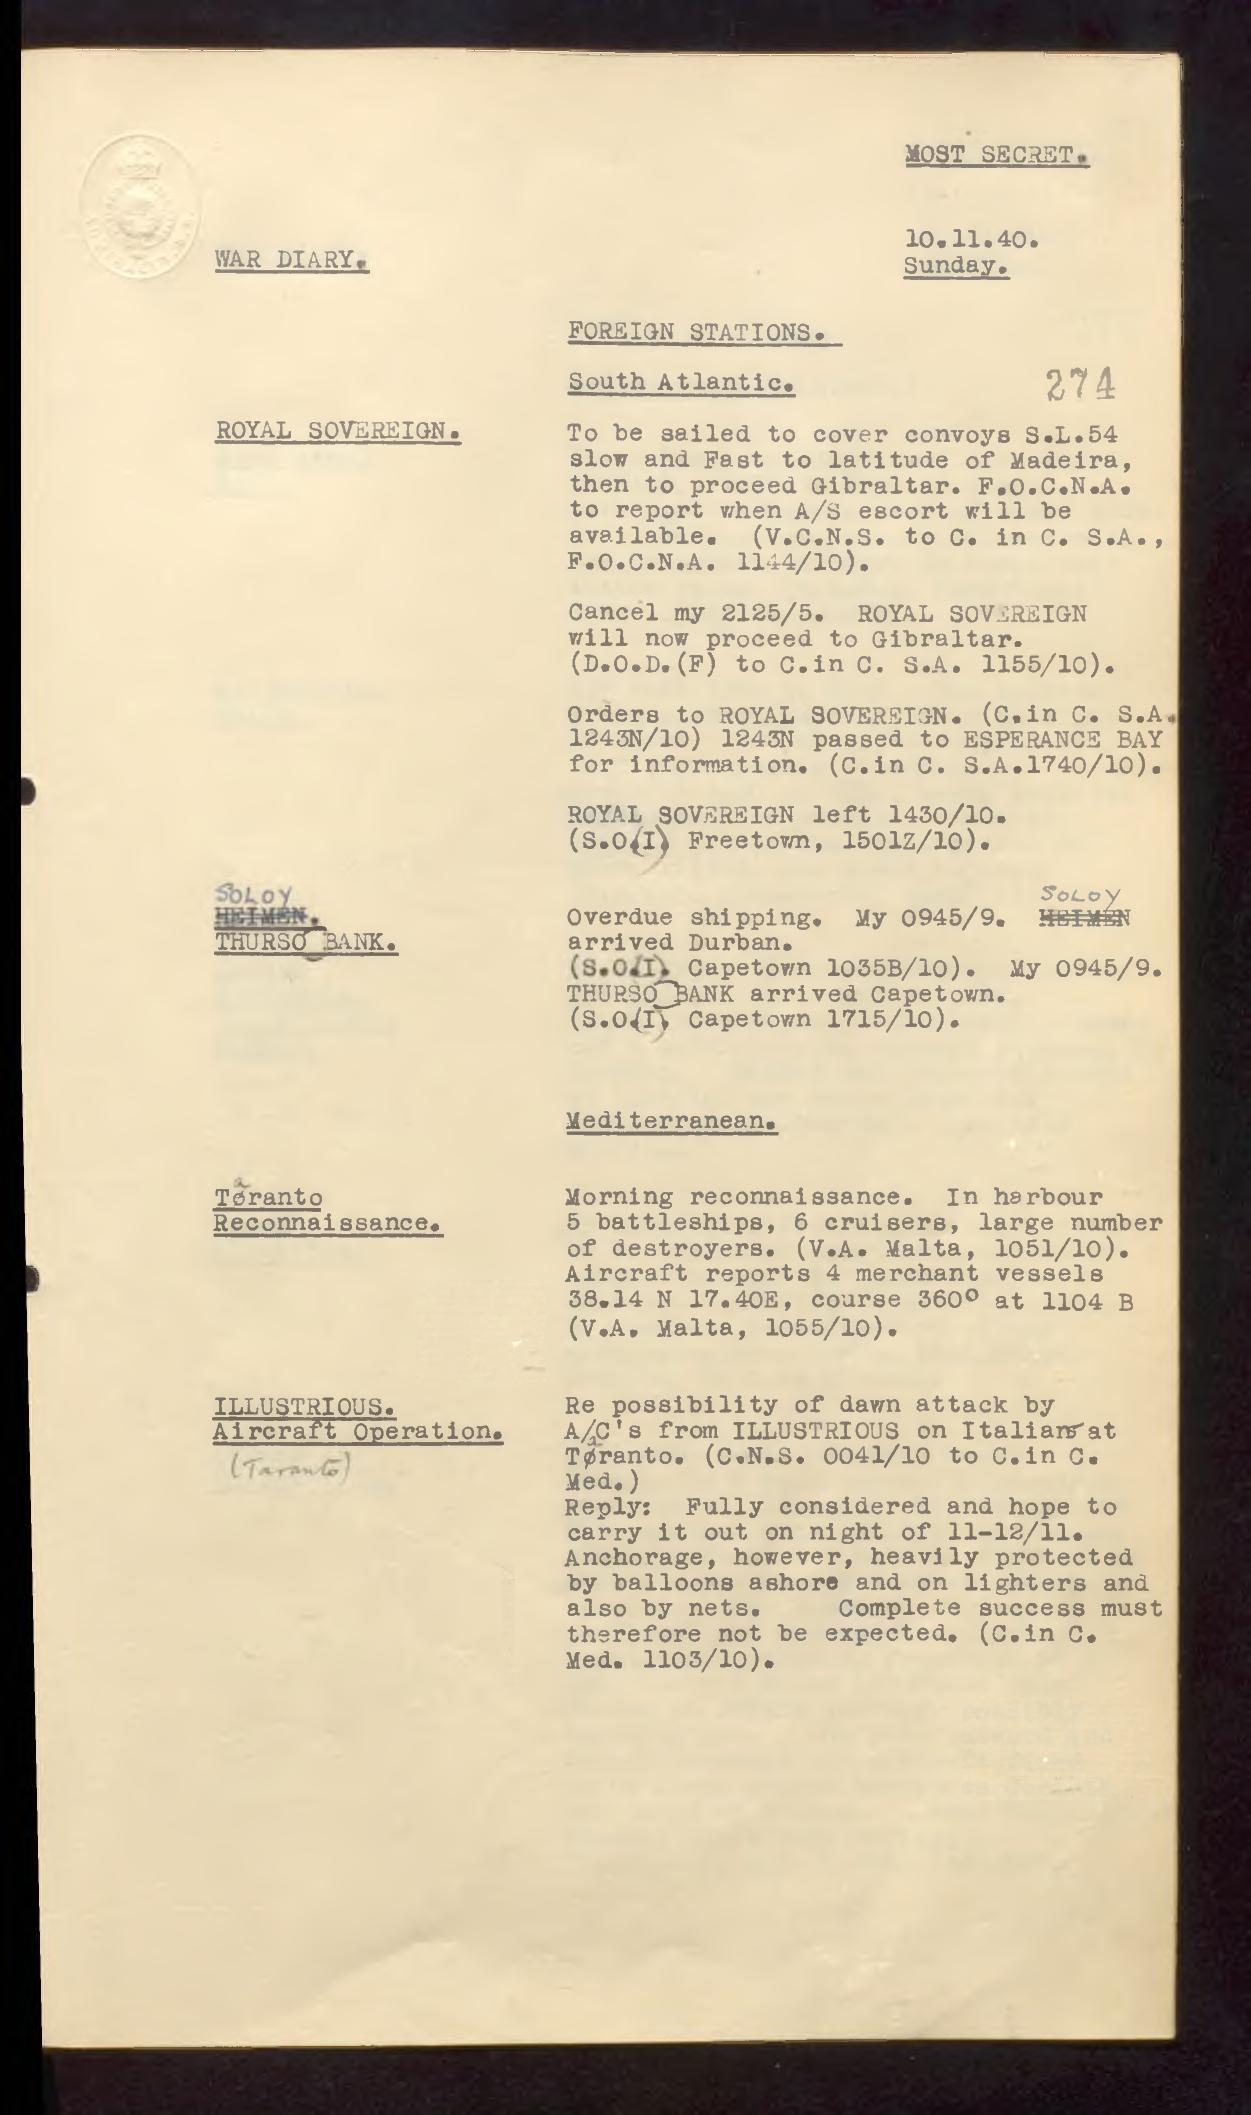 MOST SECRET.
10.11.40.
Sunday.
WAR DIARY.
FOREIGN STATIONS.
South Atlantic.
274
ROYAL SOVEREIGN.
To be sailed to cover convoys S.L.54
slow and Fast to latitude of Madeira,
then to proceed Gibraltar. F.O.C.N.A.
to report when A/S escort will be
available. (V.C.N.S. to C. in C. S.A.,
F.O.C.N.A. 1144/10).
Cancel my 2125/5. ROYAL SOVEREIGN
will now proceed to Gibraltar.
(D.O.D.(F) to C.in C. S.A. 1155/10).
Orders to ROYAL SOVEREIGN. (C.in C. S.A.
1243N/10) 1243N passed to ESPERANCE BAY
for information. (C.in C. S.A.1740/10).
ROYAL SOVEREIGN left 1430/10.
(S.O.(I) Freetown, 1501Z/10).
SOLOY
HEIMEN.
THURSO BANK.
SOLOY
Overdue shipping. My 0945/9. HEIMEN
arrived Durban.
(S.O.(I). Capetown 1035B/10). My 0945/9.
THURSO BANK arrived Capetown.
(S.O.(I) Capetown 1715/10).
Mediterranean.
Taranto
Reconnaissance.
Morning reconnaissance. In harbour
5 battleships, 6 cruisers, large number
of destroyers. (V.A. Malta, 1051/10).
Aircraft reports 4 merchant vessels
38.14 N 17.40E, course 360° at 1104 B
(V.A. Malta, 1055/10).
ILLUSTRIOUS.
Aircraft Operation.
(Taranto)
Re possibility of dawn attack by
A/C's from ILLUSTRIOUS on Italians at
Taranto. (C.N.S. 0041/10 to C.in C.
Med.)
Reply: Fully considered and hope to
carry it out on night of 11-12/11.
Anchorage, however, heavily protected
by balloons ashore and on lighters and
also by nets. Complete success must
therefore not be expected. (C.in C.
Med. 1103/10).